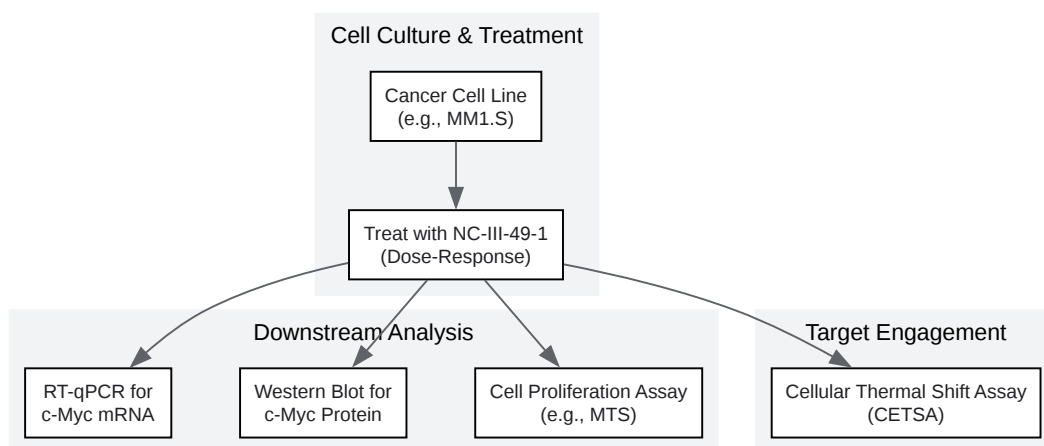 Cell Culture & Treatment
Cancer Cell Line
(e.g., MM1.S)
Treat with NC-III-49-1
(Dose-Response)
Downstream Analysis
Target Engagement
RT-qPCR for
c-Myc mRNA
Western Blot for
c-Myc Protein
Cell Proliferation Assay
(e.g., MTS)
Cellular Thermal Shift Assay
(CETSA)